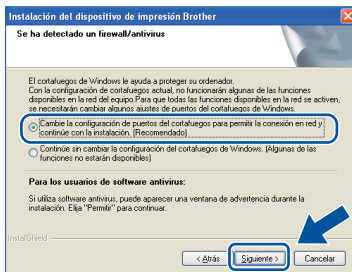 Instalación del dispositivo de impresión Brother
Se ha detectado un firewall/antivirus
El cortafuegos de Windows le ayuda a proteger su ordenador.
Con la configuración de cortafuegos actual, no funcionarán algunas de las funciones
disponibles en la red del equipo.Para que todas las funciones disponibles en la red se activen,
se necesitarán cambiar algunos ajustes de puertos del cortafuegos de Windows.
Cambie la configuración de puertos del cortafuegos para permitir la conexión en red y
continúe con la instalación. (Recomendado)
Continúe sin cambiar la configuración del cortafuegos de Windows. (Algunas de las
funciones no estarán disponibles)
Para los usuarios de software antivirus:
Si utiliza software antivirus, puede aparecer una ventana de advertencia durante la
instalación. Elija "Permitir" para continuar.
InstallShield
< Atrás
Siguiente >
Cancelar